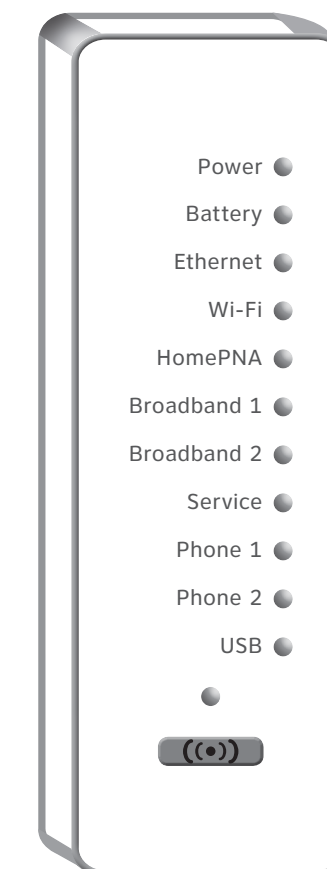 Power
Battery
Ethernet
Wi-Fi
HomePNA
Broadband 1
Broadband 2
Service
Phone 1
Phone 2
USB